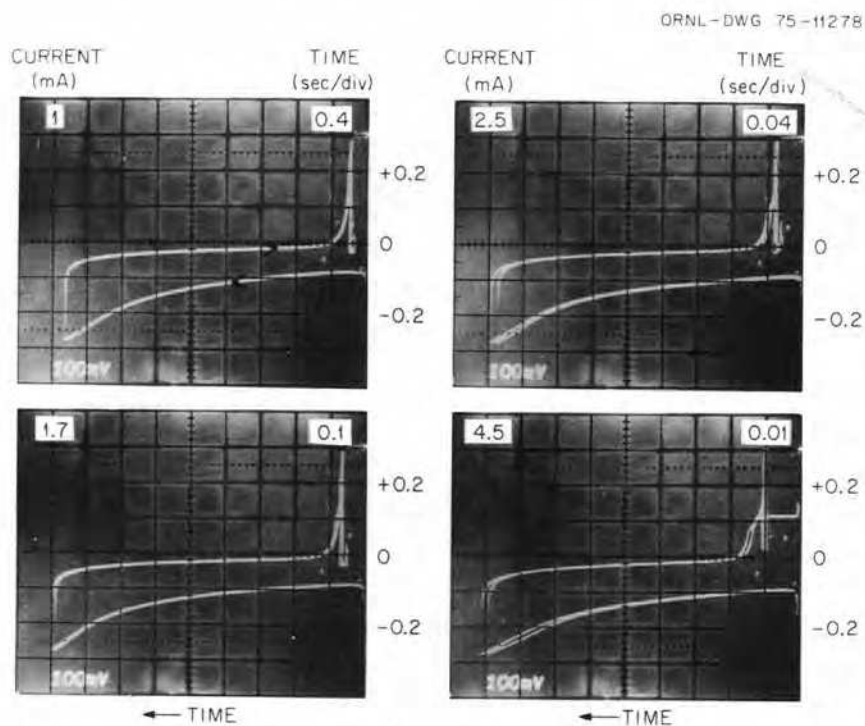 ORNL-DWG 75-11278
CURRENT (mA) TIME (sec/div) CURRENT (mA) TIME (sec/div)
1 0.4 2.5 0.04
+0.2 +0.2
0 0
-0.2 -0.2
100mV 100mV
1.7 0.1 4.5 0.01
+0.2 +0.2
0 0
-0.2 -0.2
100mV 100mV
← TIME ← TIME